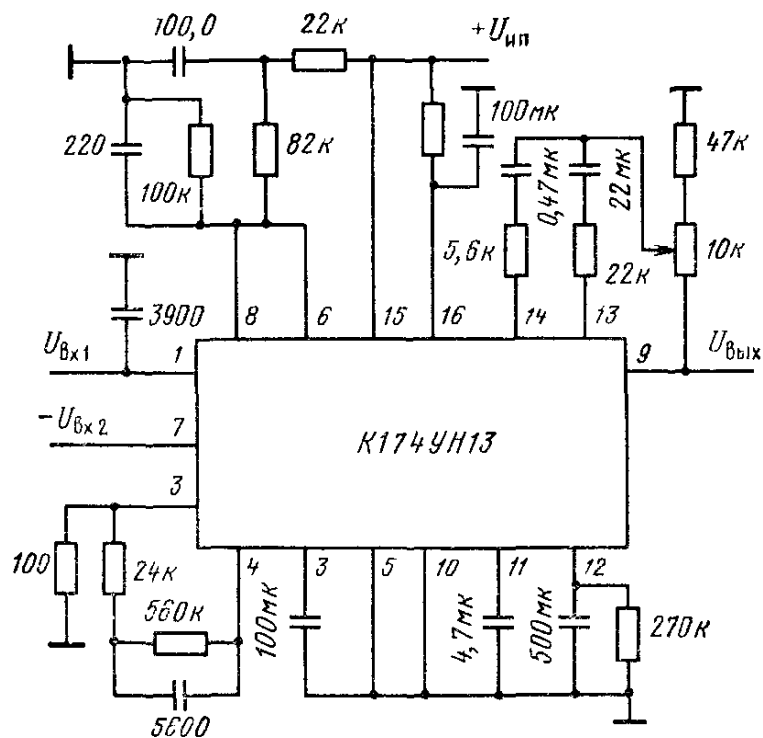 100,0
22к
+Uип
220
100к
82к
100мк
0,47мк
22мк
47к
5,6к
22к
10к
3900
8
6
15
16
14
13
Uвх1
1
9
Uвых
-Uвх2
7
К174УН13
3
100
24к
4
3
5
10
11
12
560к
100мк
4,7мк
500мк
270к
5600